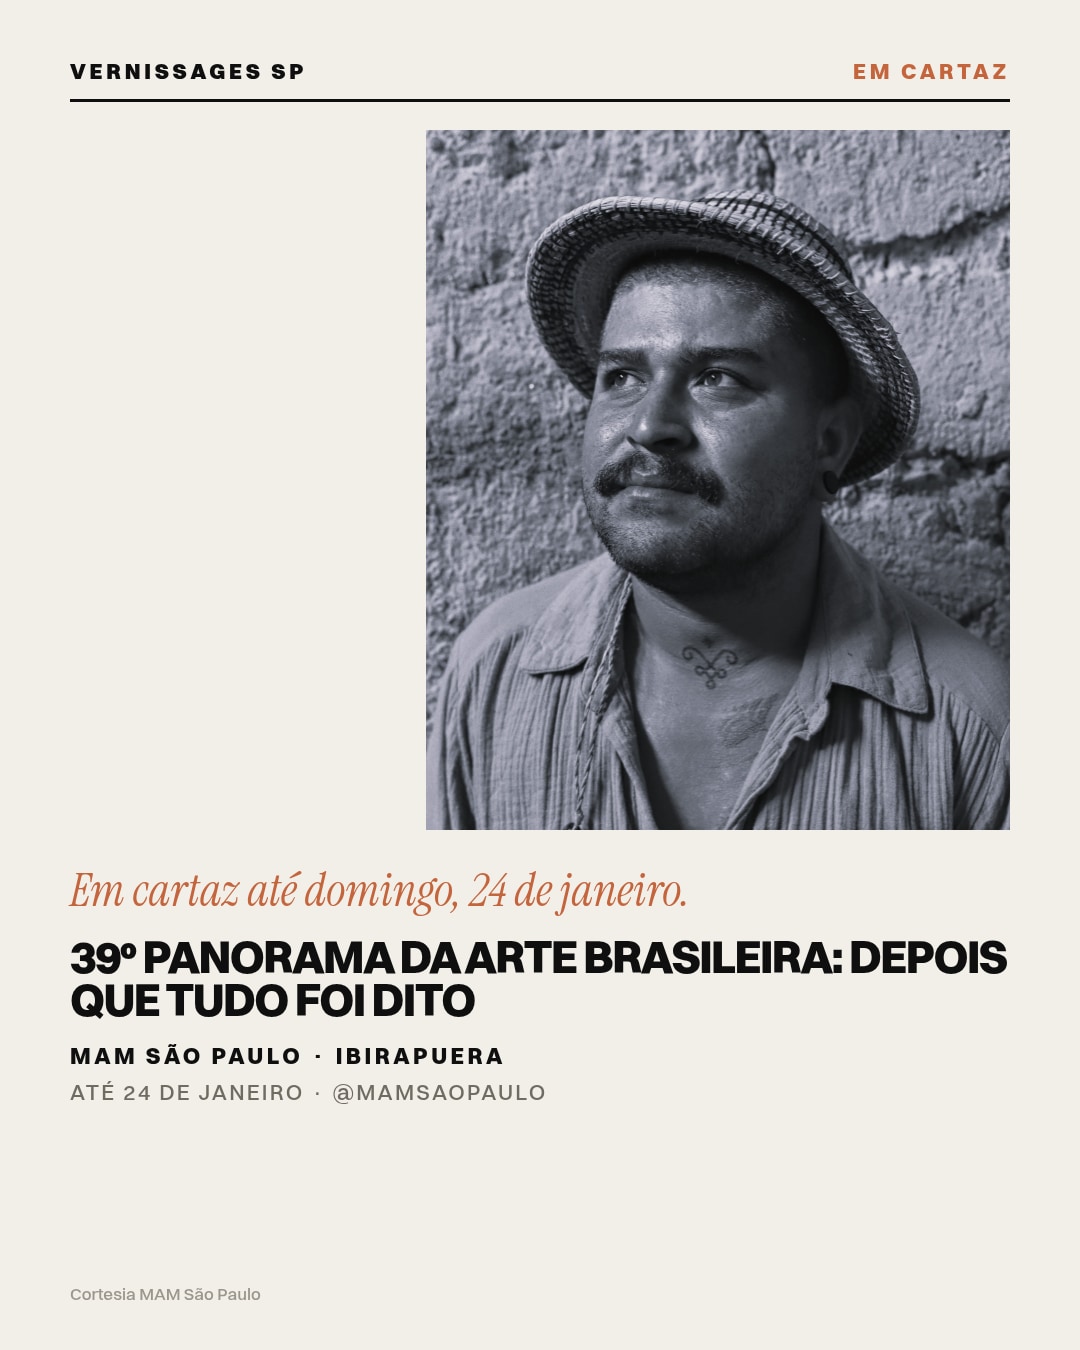 VERNISSAGES SP
EM CARTAZ
Em cartaz até domingo, 24 de janeiro.
39º PANORAMA DA ARTE BRASILEIRA: DEPOIS
QUE TUDO FOI DITO
MAM SÃO PAULO · IBIRAPUERA
ATÉ 24 DE JANEIRO · @MAMSAOPAULO
Cortesia MAM São Paulo